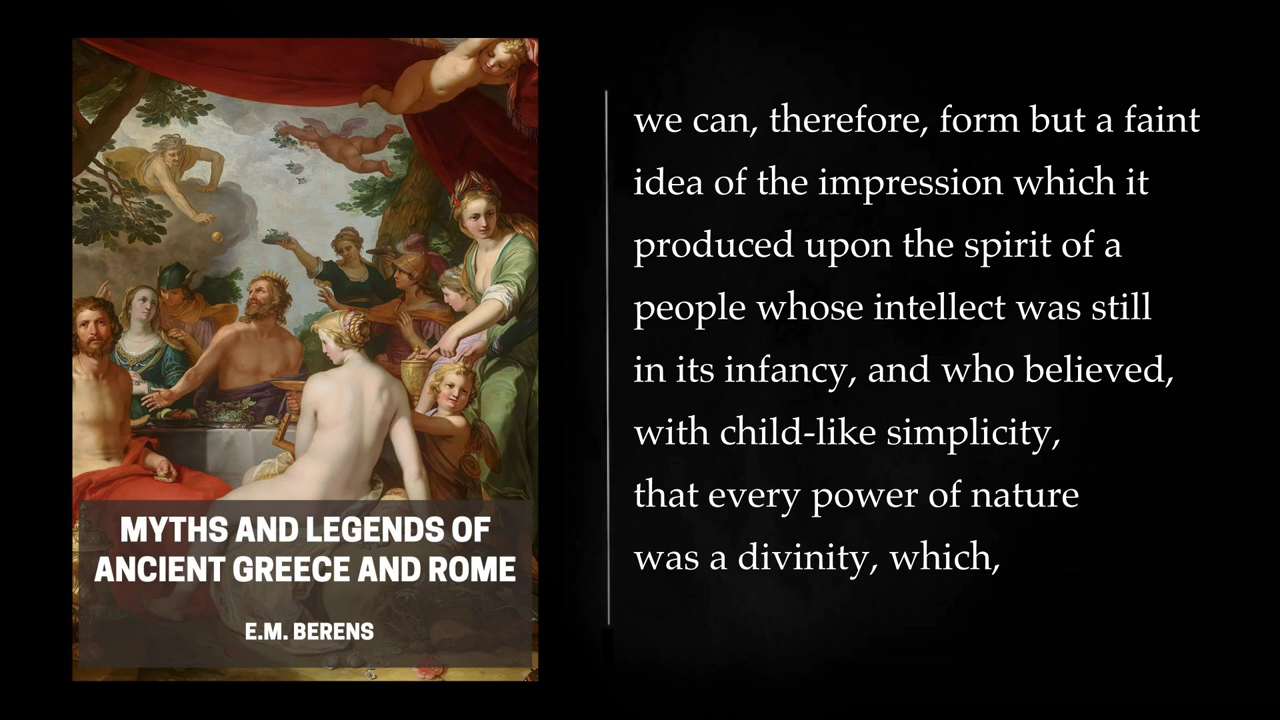 MYTHS AND LEGENDS OF
ANCIENT GREECE AND ROME
E.M. BERENS
we can, therefore, form but a faint
idea of the impression which it
produced upon the spirit of a
people whose intellect was still
in its infancy, and who believed,
with child-like simplicity,
that every power of nature
was a divinity, which,